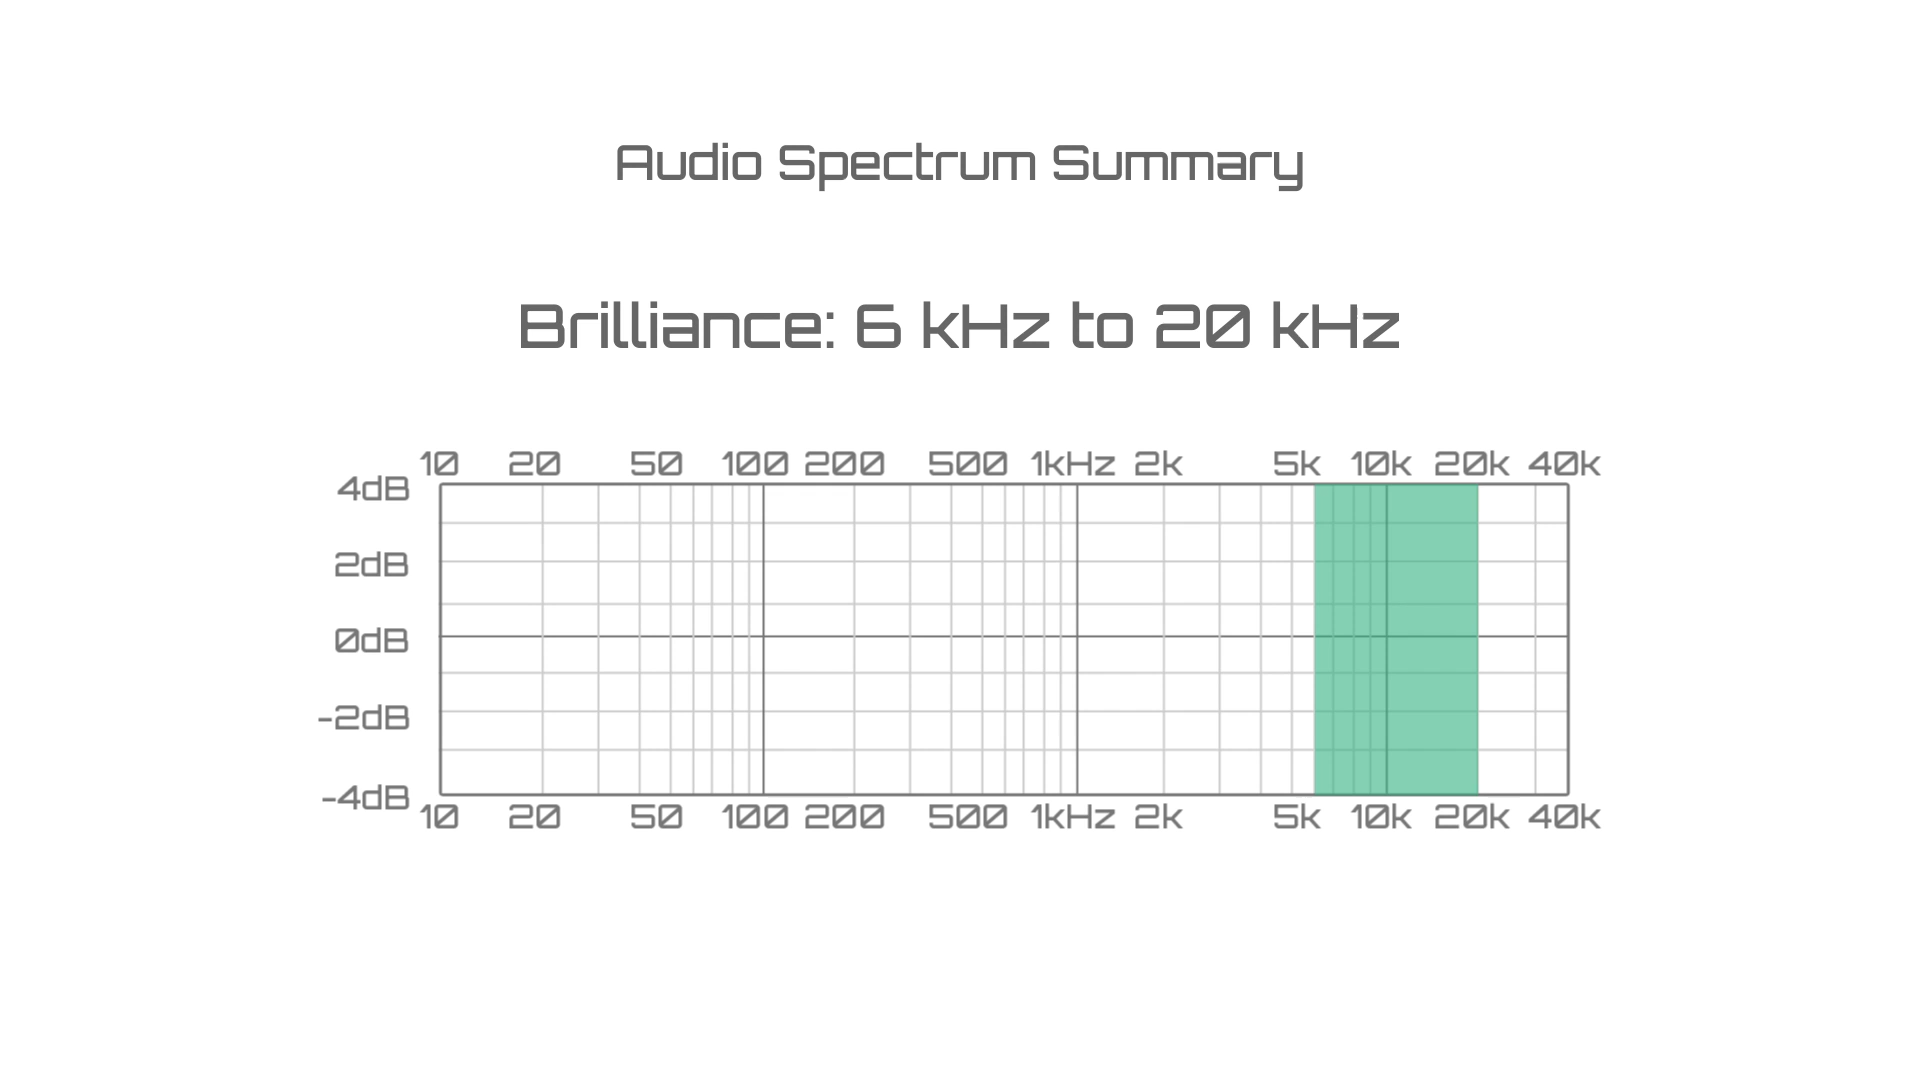 Audio Spectrum Summary
Brilliance: 6 kHz to 20 kHz
10 20 50 100 200 500 1kHz 2k 5k 10k 20k 40k
4dB
2dB
0dB
-2dB
-4dB
10 20 50 100 200 500 1kHz 2k 5k 10k 20k 40k